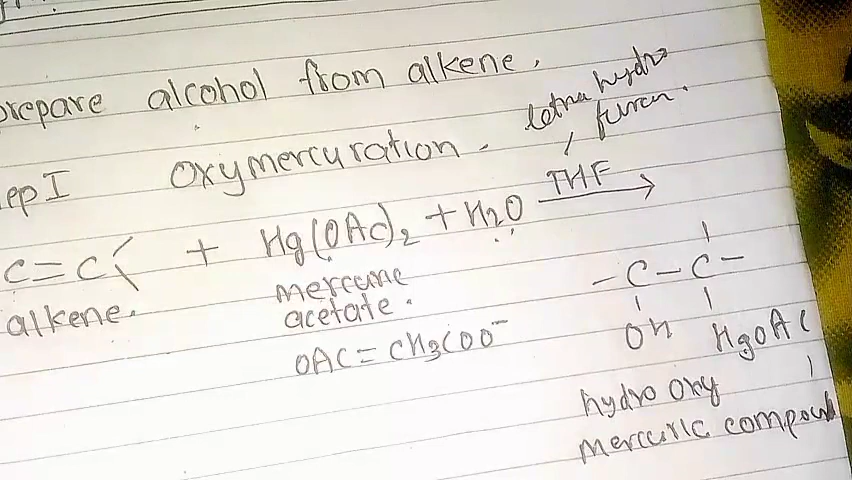 prepare alcohol from alkene.
tetra hydro
furan.
ep I oxymercuration.
C=C + Hg(OAc)2 + H2O THF →
alkene. mercuric
acetate.
OAC = CH3COO⁻
-C-C-
OH HgOAC
hydro oxy
mercuric compoun